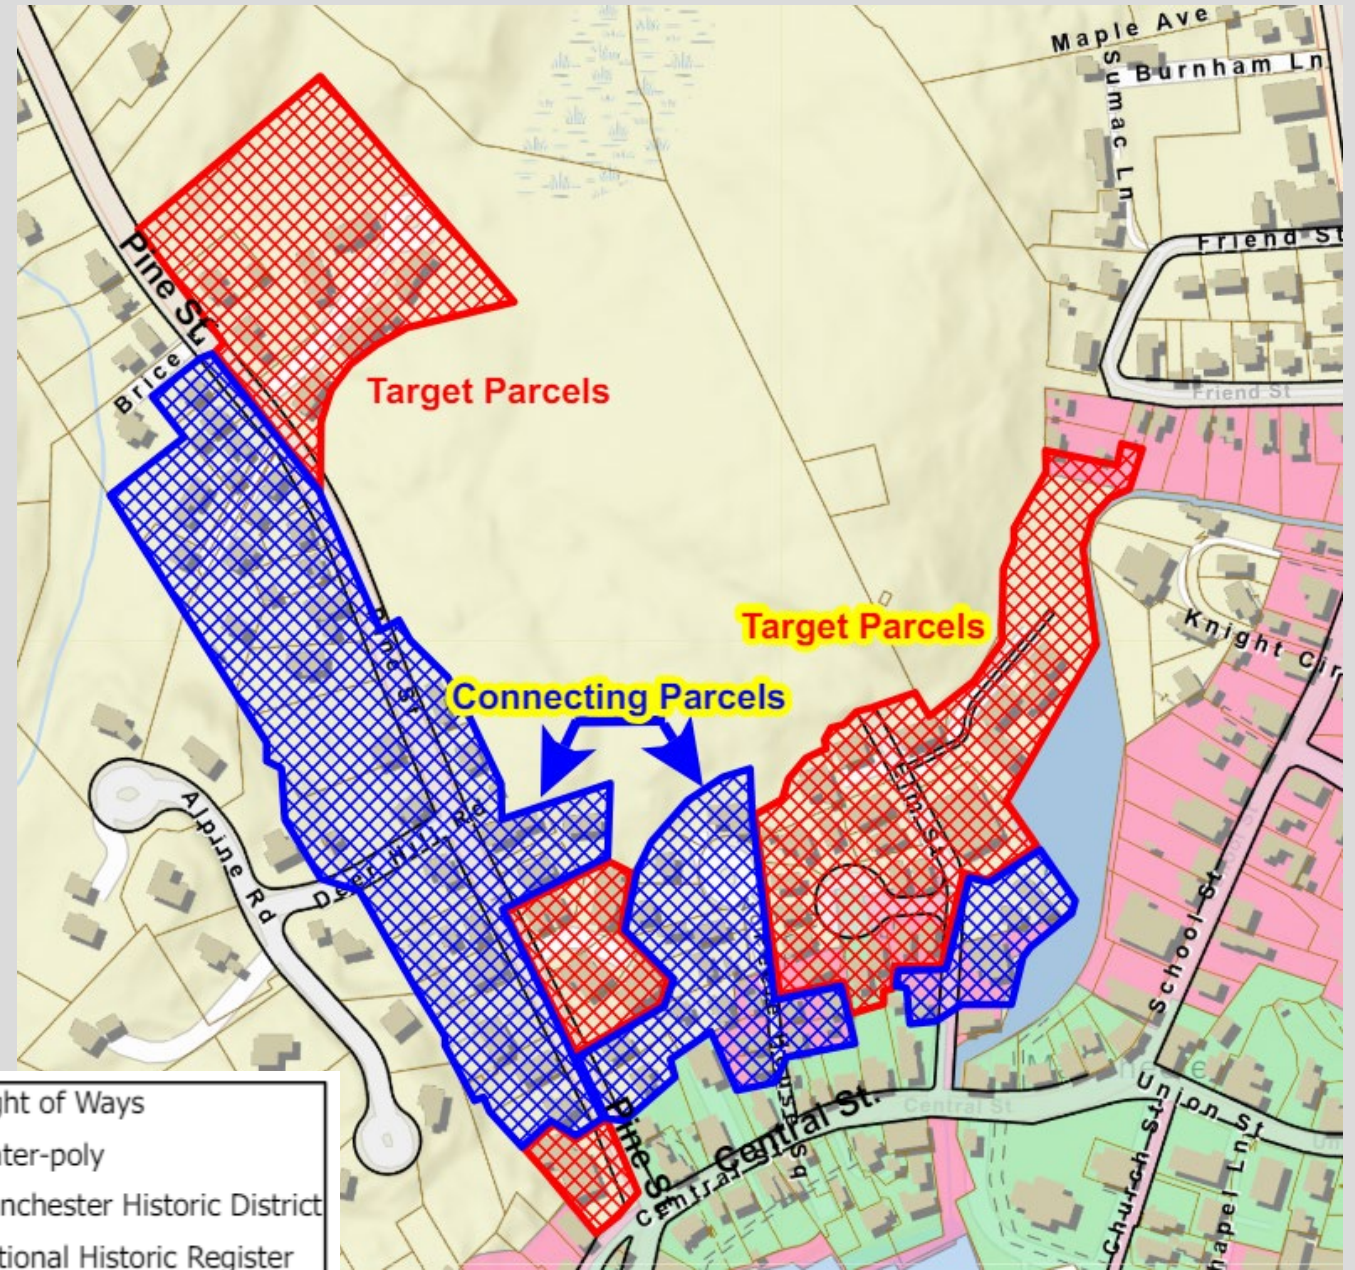 Maple Ave
Burnham Ln
Sumac Ln
Friend St
Pine St.
Brice
Target Parcels
Friend St
Target Parcels
Knight Cir
Pine St
Connecting Parcels
Elm St
Alpine Rd
Hill Rd
School St.
Union St
Central St
Central St.
Pine St
Church St
Chapel Ln
ght of Ways
ter-poly
nchester Historic District
tional Historic Register